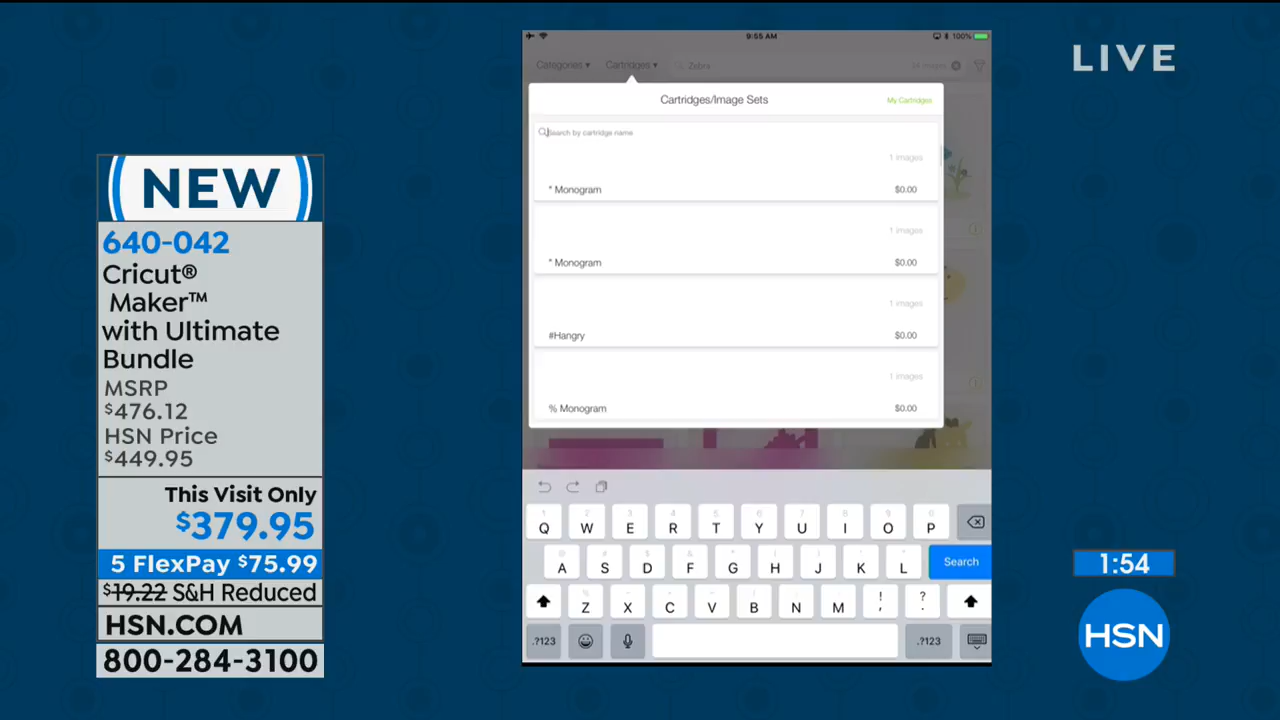 LIVE
NEW
640-042
Cricut®
Maker™
with Ultimate
Bundle
MSRP
$476.12
HSN Price
$449.95
This Visit Only
$379.95
5 FlexPay $75.99
$19.22 S&H Reduced
HSN.COM
800-284-3100
9:55 AM
100%
Categories ▾ Cartridges ▾ Zebra
Cartridges/Image Sets My Cartridges
Search by cartridge name
1 images
* Monogram $0.00
1 images
* Monogram $0.00
1 images
#Hangry $0.00
1 images
% Monogram $0.00
Q W E R T Y U I O P
A S D F G H J K L Search
Z X C V B N M ! , ? .
.?123 .?123
1:54
HSN